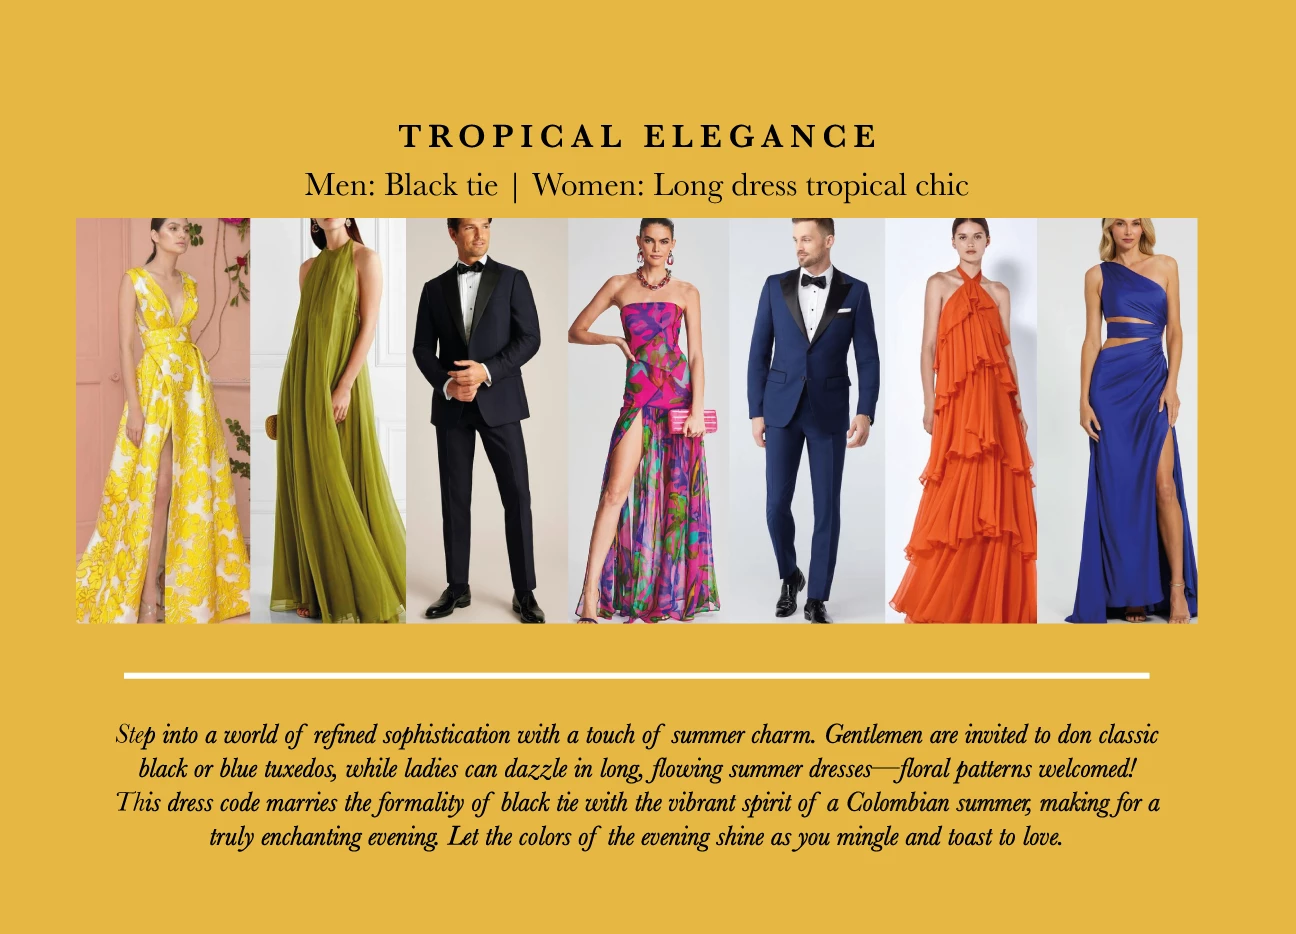 TROPICAL ELEGANCE
Men: Black tie | Women: Long dress tropical chic
Step into a world of refined sophistication with a touch of summer charm. Gentlemen are invited to don classic
black or blue tuxedos, while ladies can dazzle in long, flowing summer dresses—floral patterns welcomed!
This dress code marries the formality of black tie with the vibrant spirit of a Colombian summer, making for a
truly enchanting evening. Let the colors of the evening shine as you mingle and toast to love.